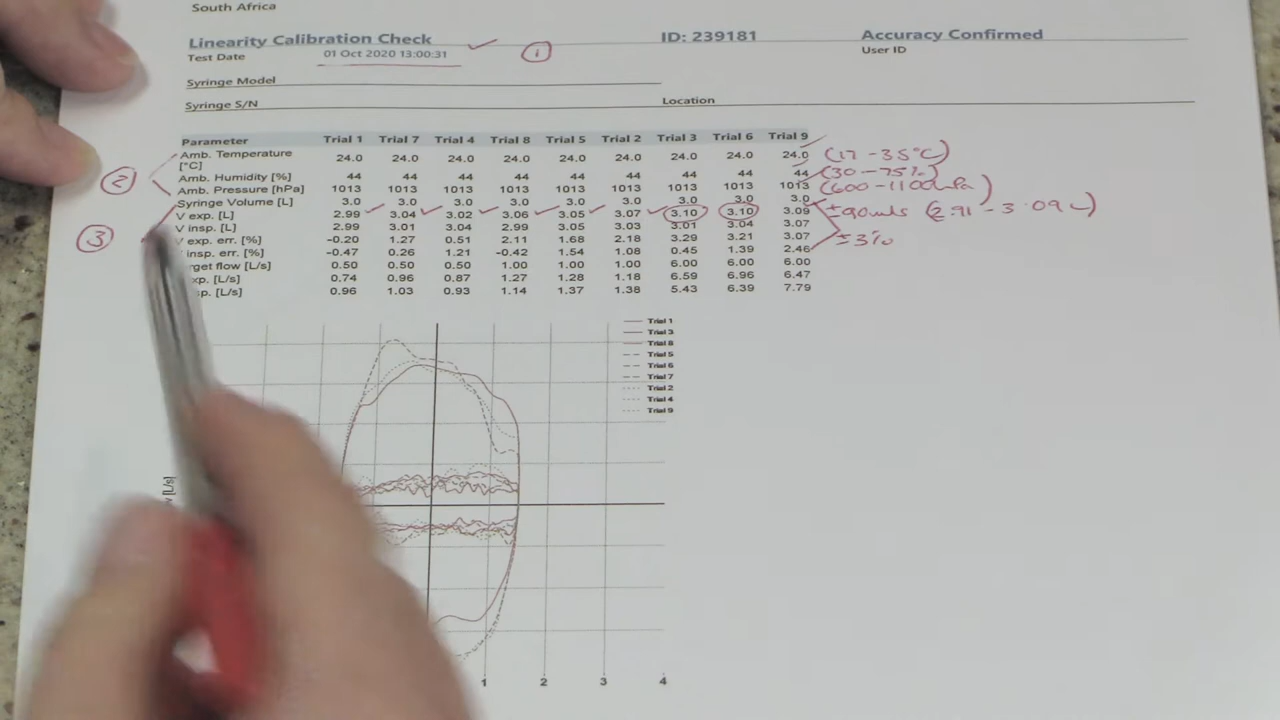 South Africa
Linearity Calibration Check ID: 239181 Accuracy Confirmed
Test Date 01 Oct 2020 13:00:31 ✓ 1 User ID
Syringe Model
Syringe S/N Location
Parameter Trial 1 Trial 7 Trial 4 Trial 8 Trial 5 Trial 2 Trial 3 Trial 6 Trial 9
Amb. Temperature [°C] 24.0 24.0 24.0 24.0 24.0 24.0 24.0 24.0 24.0 (17-35°C)
2 Amb. Humidity [%] 44 44 44 44 44 44 44 44 44 (30-75%)
Amb. Pressure [hPa] 1013 1013 1013 1013 1013 1013 1013 1013 1013 (600-1100hPa)
Syringe Volume [L] 3.0 3.0 3.0 3.0 3.0 3.0 3.0 3.0 3.0
V exp. [L] 2.99 3.04 3.02 3.06 3.05 3.07 3.10 3.10 3.09 ±90mls (2.91-3.09L)
V insp. [L] 2.99 3.01 3.04 2.99 3.05 3.03 3.01 3.04 3.07
3 V exp. err. [%] -0.20 1.27 0.51 2.11 1.68 2.18 3.29 3.21 3.07 ±3%
insp. err. [%] -0.47 0.26 1.21 -0.42 1.54 1.08 0.45 1.39 2.46
rget flow [L/s] 0.50 0.50 0.50 1.00 1.00 1.00 6.00 6.00 6.00
xp. [L/s] 0.74 0.96 0.87 1.27 1.28 1.18 6.59 6.96 6.47
sp. [L/s] 0.96 1.03 0.93 1.14 1.37 1.38 5.43 6.39 7.79
Trial 1
Trial 3
Trial 8
Trial 5
Trial 6
Trial 7
Trial 2
Trial 4
Trial 9
[L/s]
1 2 3 4